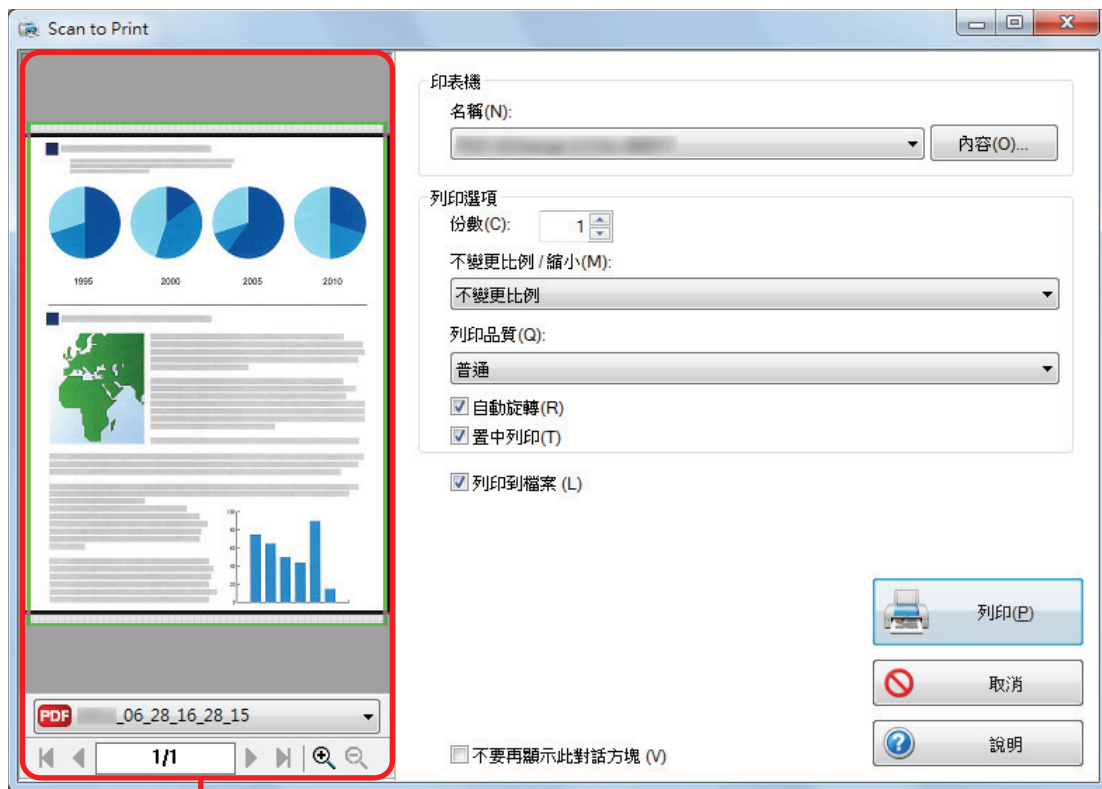 Scan to Print
1995 2000 2005 2010
PDF
_06_28_16_28_15
1/1
印表機
名稱(N):
內容(O)...
列印選項
份數(C):
1
不變更比例 / 縮小(M):
不變更比例
列印品質(Q):
普通
自動旋轉(R)
置中列印(T)
列印到檔案 (L)
列印(P)
取消
說明
不要再顯示此對話方塊 (V)